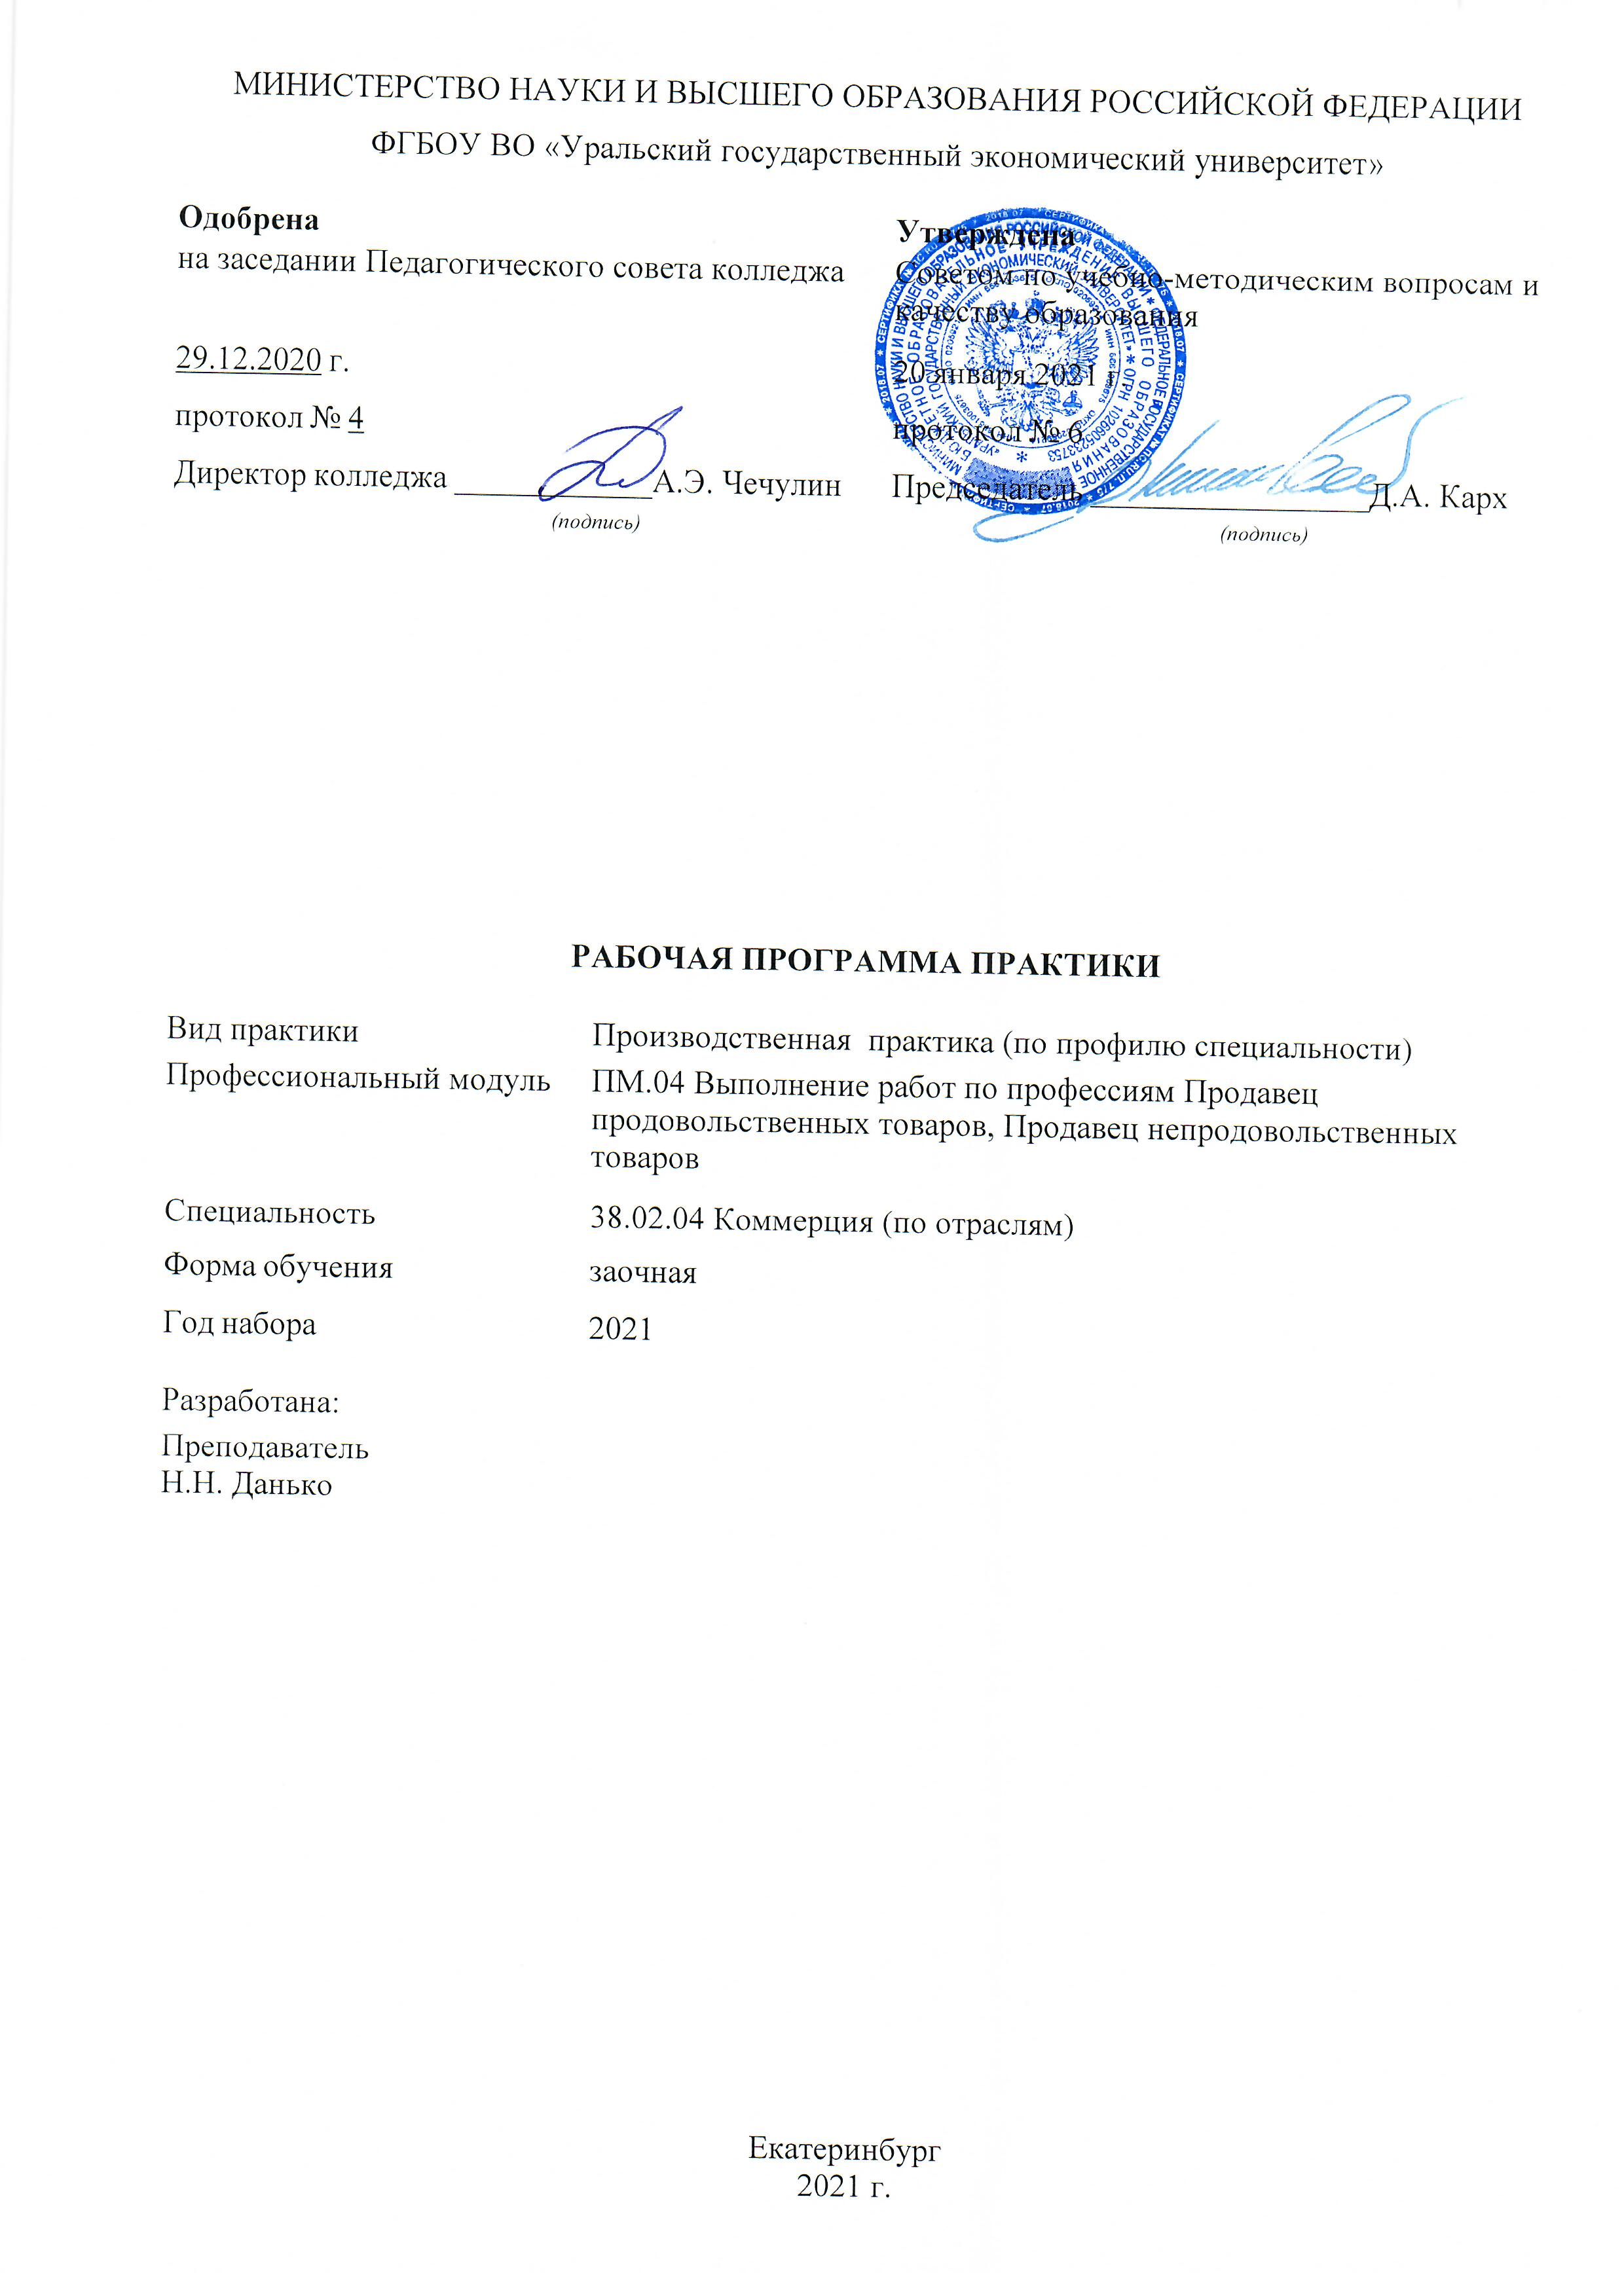 МИНИСТЕРСТВО НАУКИ И ВЫСШЕГО ОБРАЗОВАНИЯ РОССИЙСКОЙ ФЕДЕРАЦИИ
ФГБОУ ВО «Уральский государственный экономический университет»
Одобрена
на заседании Педагогического совета колледжа
29.12.2020 г.
протокол № 4
Директор колледжа ____________А.Э. Чечулин
(подпись)
Утверждена
Советом по учебно-методическим вопросам и
качеству образования
20 января 2021
протокол № 6
Председатель _________________Д.А. Карх
(подпись)
РАБОЧАЯ ПРОГРАММА ПРАКТИКИ
Вид практики Производственная практика (по профилю специальности)
Профессиональный модуль ПМ.04 Выполнение работ по профессиям Продавец
продовольственных товаров, Продавец непродовольственных
товаров
Специальность 38.02.04 Коммерция (по отраслям)
Форма обучения заочная
Год набора 2021
Разработана:
Преподаватель
Н.Н. Данько
Екатеринбург
2021 г.